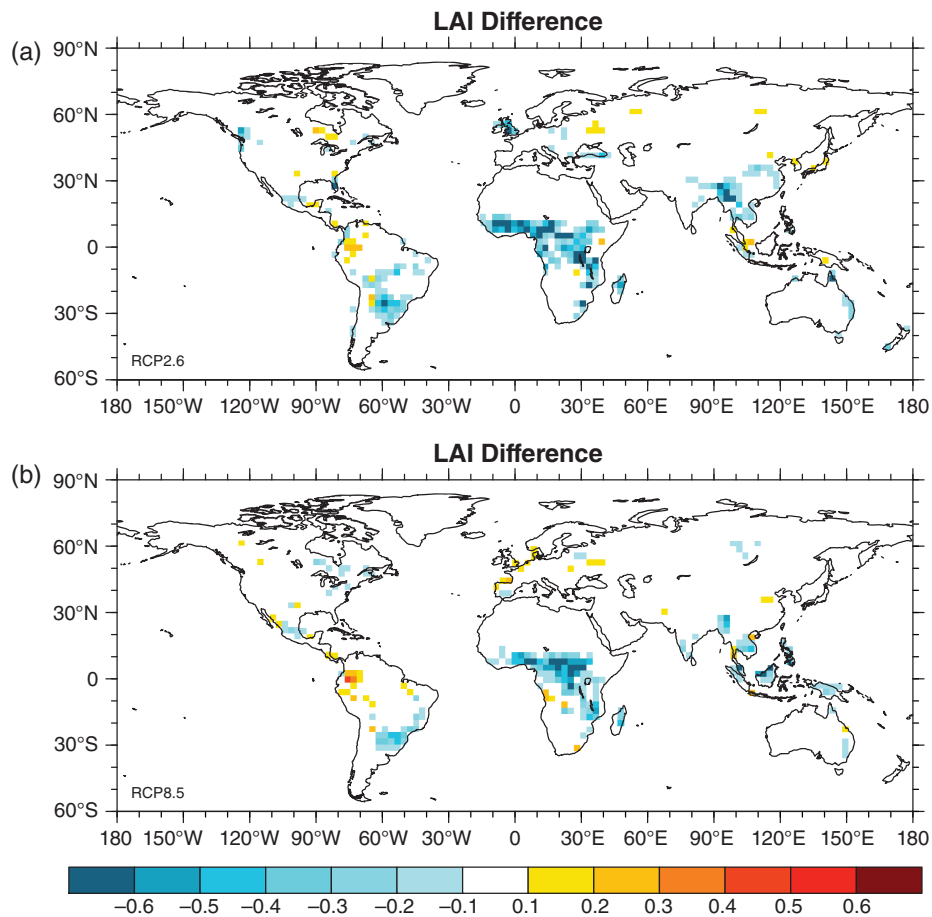 LAI Difference
(a)
90°N
60°N
30°N
0
30°S
60°S
RCP2.6
180 150°W 120°W 90°W 60°W 30°W 0 30°E 60°E 90°E 120°E 150°E 180
LAI Difference
(b)
90°N
60°N
30°N
0
30°S
60°S
RCP8.5
180 150°W 120°W 90°W 60°W 30°W 0 30°E 60°E 90°E 120°E 150°E 180
−0.6 −0.5 −0.4 −0.3 −0.2 −0.1 0.1 0.2 0.3 0.4 0.5 0.6